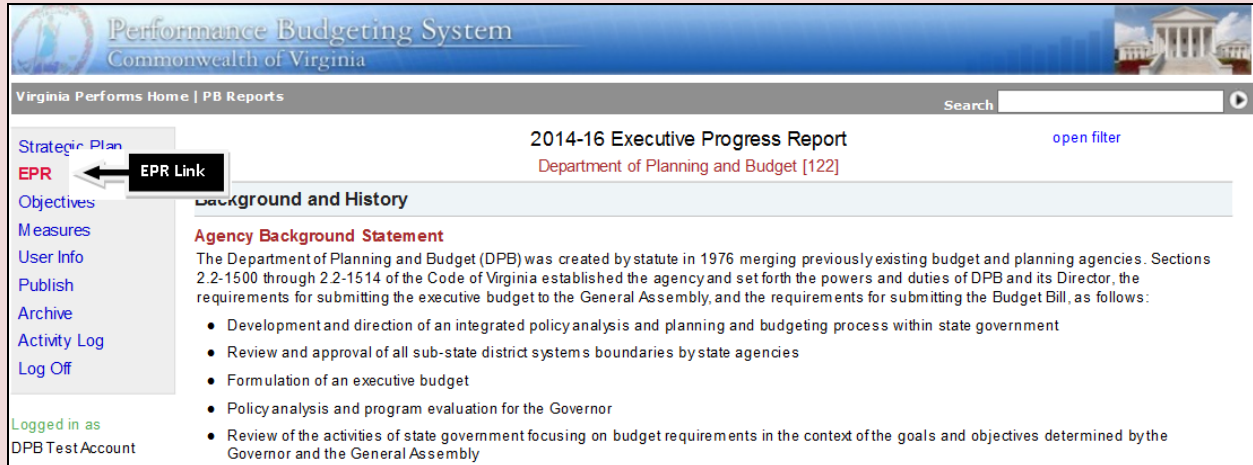 Performance Budgeting System
Commonwealth of Virginia
Virginia Performs Home | PB Reports
Search
Strategic Plan
EPR
EPR Link
Objectives
Measures
User Info
Publish
Archive
Activity Log
Log Off
Logged in as
DPB Test Account
2014-16 Executive Progress Report
open filter
Department of Planning and Budget [122]
Background and History
Agency Background Statement
The Department of Planning and Budget (DPB) was created by statute in 1976 merging previously existing budget and planning agencies. Sections
2.2-1500 through 2.2-1514 of the Code of Virginia established the agency and set forth the powers and duties of DPB and its Director, the
requirements for submitting the executive budget to the General Assembly, and the requirements for submitting the Budget Bill, as follows:
● Development and direction of an integrated policy analysis and planning and budgeting process within state government
● Review and approval of all sub-state district systems boundaries by state agencies
● Formulation of an executive budget
● Policy analysis and program evaluation for the Governor
● Review of the activities of state government focusing on budget requirements in the context of the goals and objectives determined by the
Governor and the General Assembly